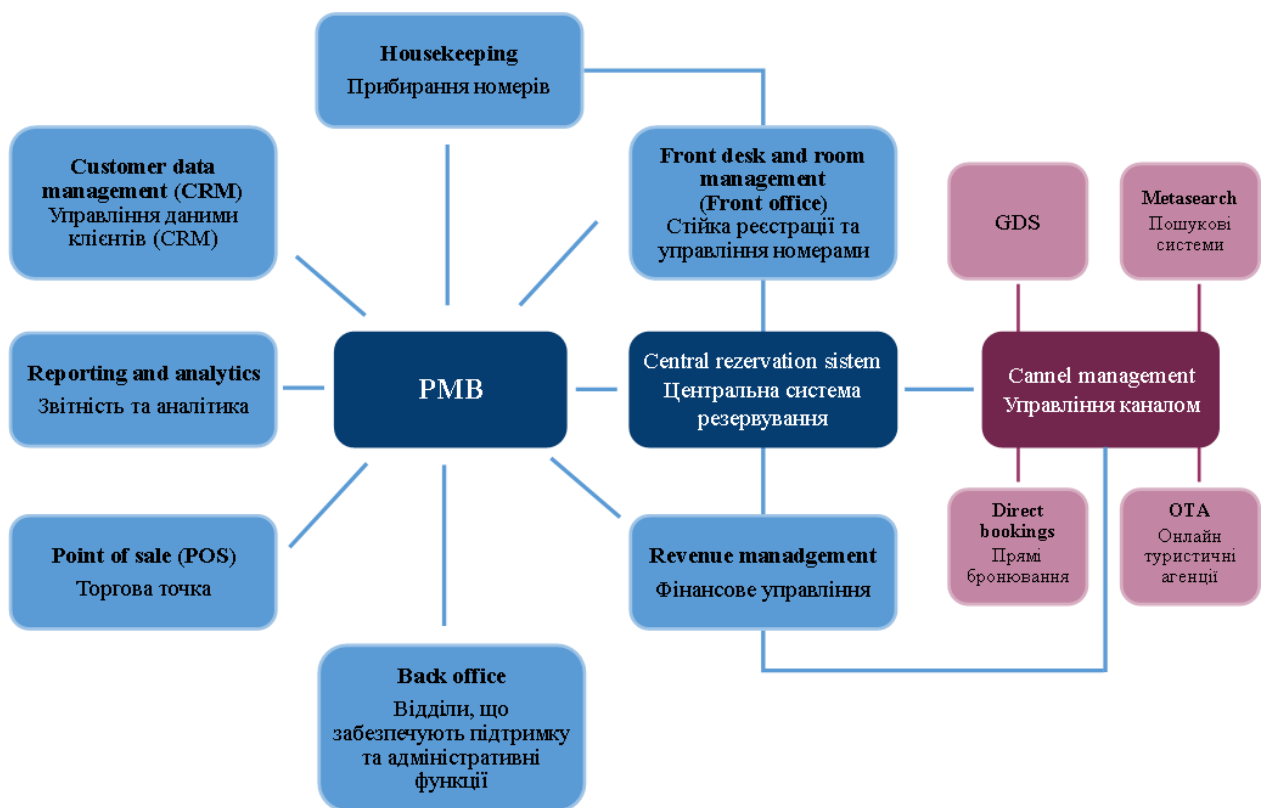 Housekeeping
Прибирання номерів
Customer data
management (CRM)
Управління даними
клієнтів (CRM)
Front desk and room
management
(Front office)
Стійка реєстрації та
управління номерами
GDS
Metasearch
Пошукові
системи
Reporting and analytics
Звітність та аналітика
PMB
Central rezervation sistem
Центральна система
резервування
Cannel management
Управління каналом
Point of sale (POS)
Торгова точка
Revenue manadgement
Фінансове управління
Direct
bookings
Прямі
бронювання
OTA
Онлайн
туристичні
агенції
Back office
Відділи, що
забезпечують підтримку
та адміністративні
функції